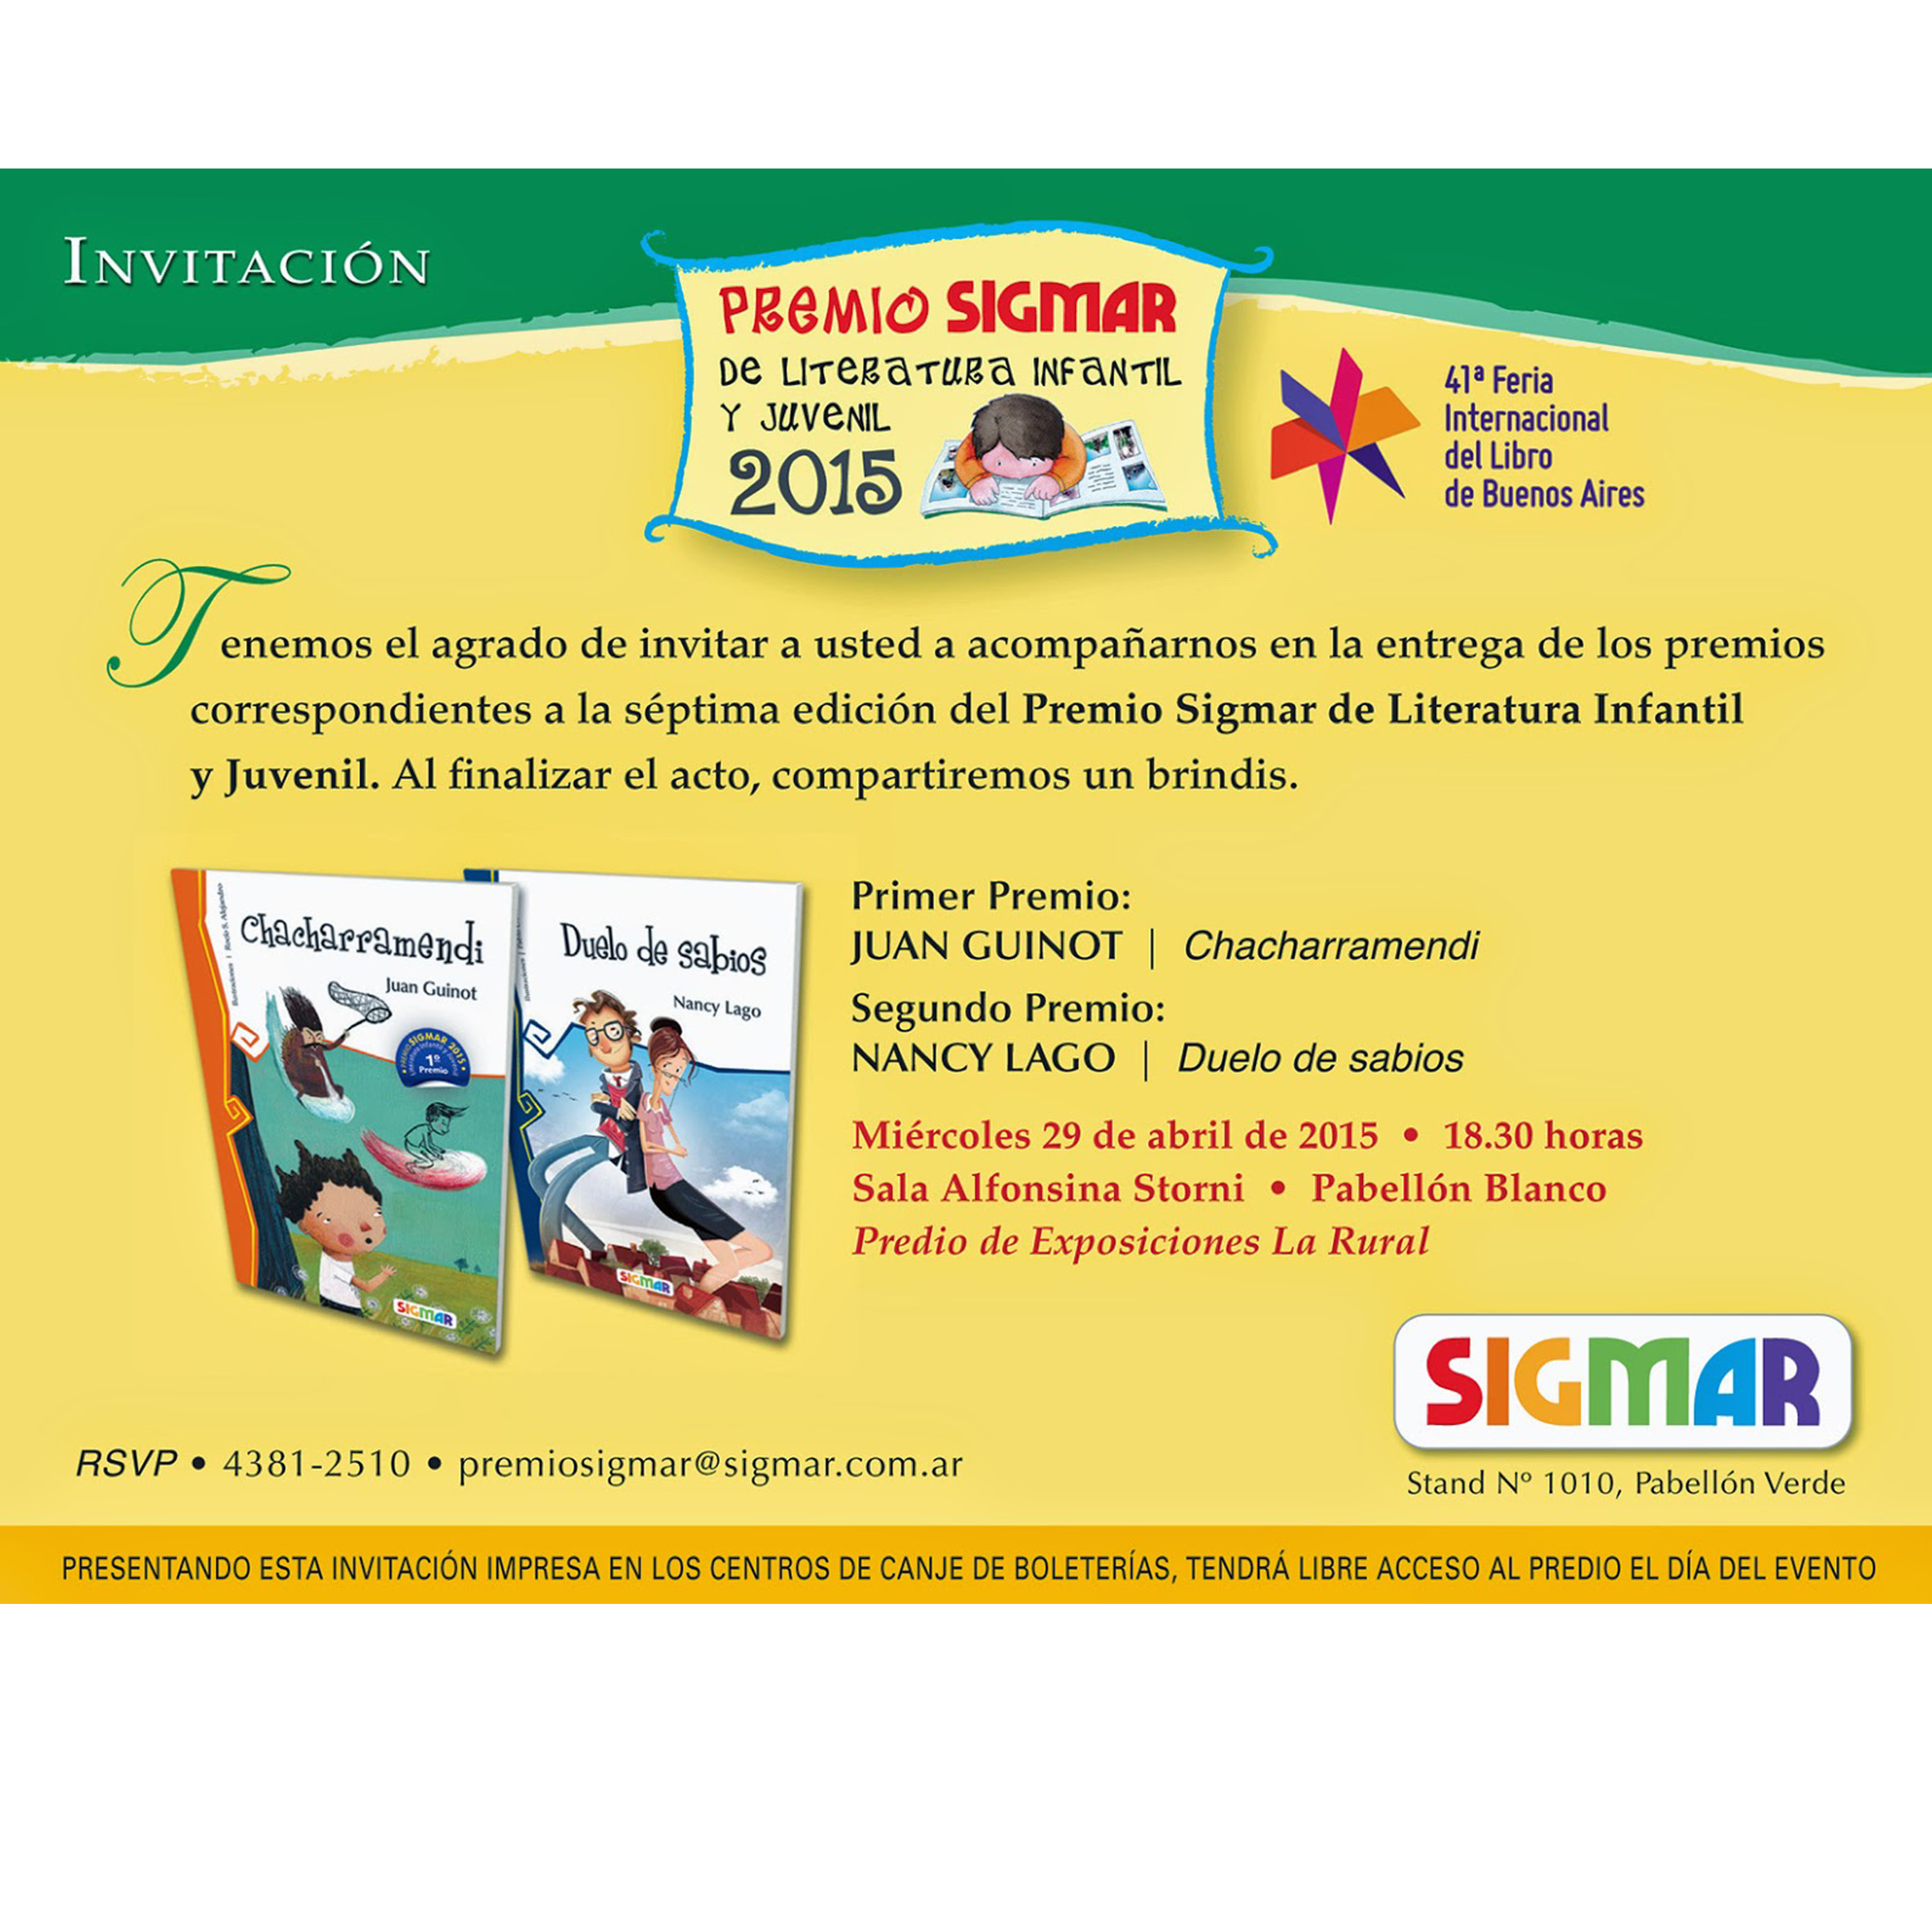 INVITACIÓN
PREMIO SIGMAR
DE LITERATURA INFANTIL
Y JUVENIL
2015
41ª Feria
Internacional
del Libro
de Buenos Aires
Tenemos el agrado de invitar a usted a acompañarnos en la entrega de los premios
correspondientes a la séptima edición del Premio Sigmar de Literatura Infantil
y Juvenil. Al finalizar el acto, compartiremos un brindis.
Chacharramendi
Juan Guinot
PREMIO SIGMAR 2015
Literatura Infantil y Juvenil
1º
Premio
SIGMAR
Duelo de sabios
Nancy Lago
SIGMAR
Primer Premio:
JUAN GUINOT | Chacharramendi
Segundo Premio:
NANCY LAGO | Duelo de sabios
Miércoles 29 de abril de 2015 • 18.30 horas
Sala Alfonsina Storni • Pabellón Blanco
Predio de Exposiciones La Rural
SIGMAR
Stand Nº 1010, Pabellón Verde
RSVP • 4381-2510 • premiosigmar@sigmar.com.ar
PRESENTANDO ESTA INVITACIÓN IMPRESA EN LOS CENTROS DE CANJE DE BOLETERÍAS, TENDRÁ LIBRE ACCESO AL PREDIO EL DÍA DEL EVENTO